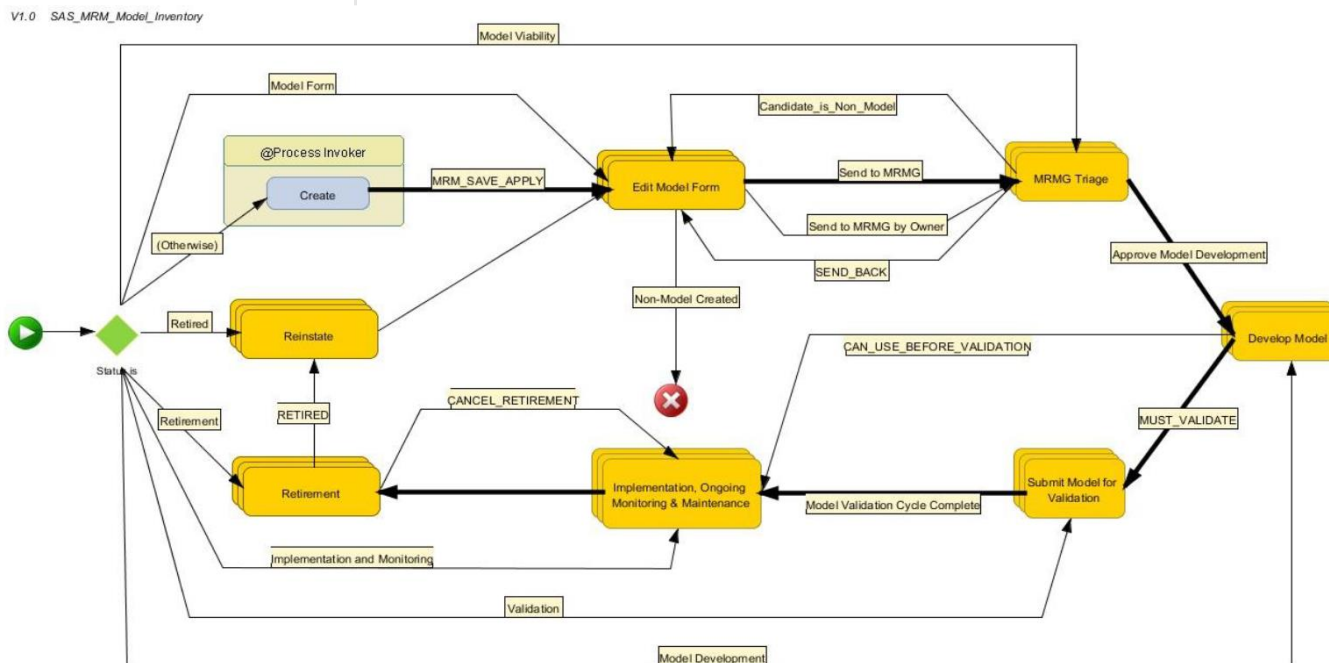 V1.0 SAS_MRM_Model_Inventory
Model Viability
Model Form
Candidate_is_Non_Model
@Process Invoker
Create
MRM_SAVE_APPLY
Edit Model Form
Send to MRMG
MRMG Triage
(Otherwise)
Send to MRMG by Owner
SEND_BACK
Approve Model Development
Non-Model Created
Retired
Reinstate
Status is
CAN_USE_BEFORE_VALIDATION
Develop Model
CANCEL_RETIREMENT
Retirement
RETIRED
MUST_VALIDATE
Retirement
Implementation, Ongoing
Monitoring & Maintenance
Submit Model for
Validation
Model Validation Cycle Complete
Implementation and Monitoring
Validation
Model Development